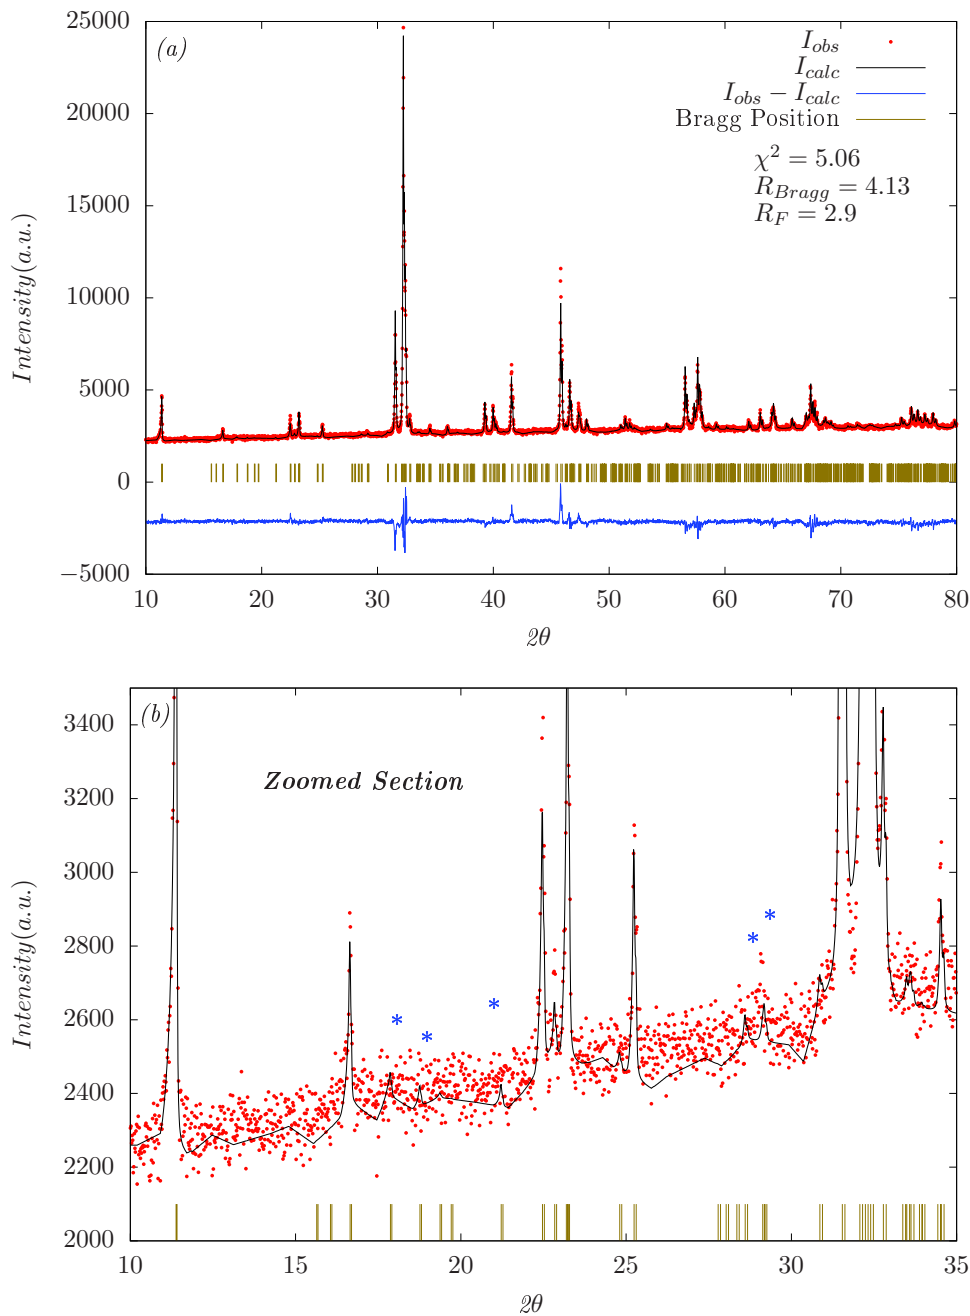 (a)
I_obs
I_calc
I_obs − I_calc
Bragg Position
χ² = 5.06
R_Bragg = 4.13
R_F = 2.9
25000
20000
15000
10000
5000
0
−5000
Intensity(a.u.)
10 20 30 40 50 60 70 80
2θ
(b)
Zoomed Section
3400
3200
3000
2800
2600
2400
2200
2000
Intensity(a.u.)
* * * * *
10 15 20 25 30 35
2θ